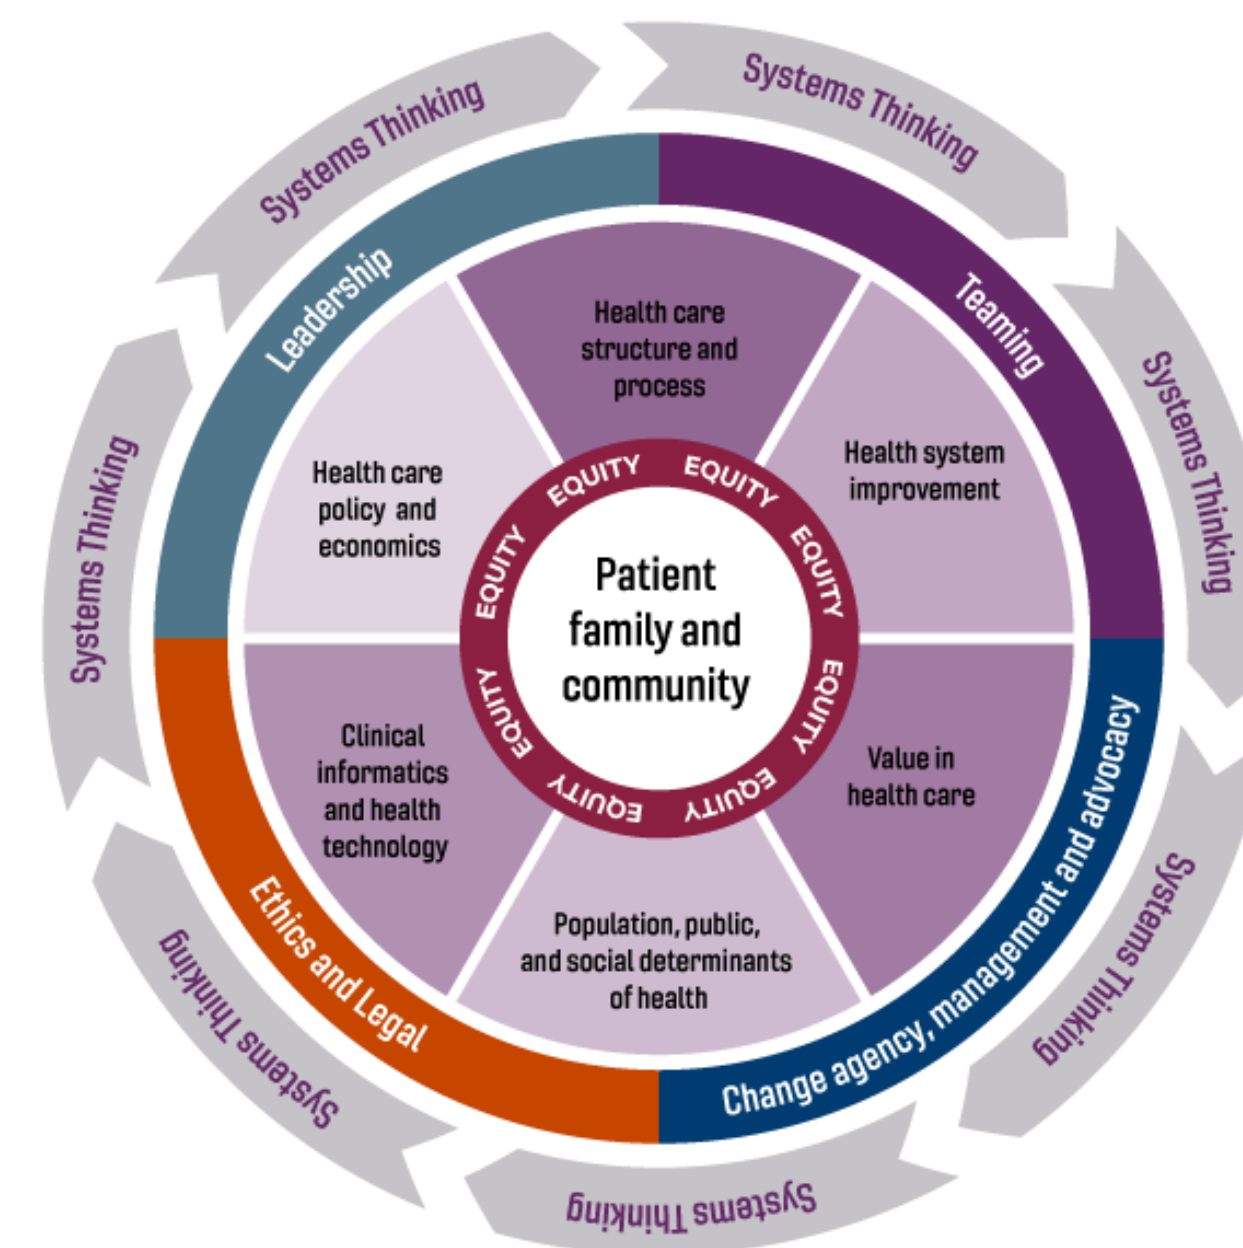 Systems Thinking
Systems Thinking
Systems Thinking
Systems Thinking
Systems Thinking
Systems Thinking
Systems Thinking
Leadership
Teaming
Change agency, management and advocacy
Ethics and Legal
Health care
structure and
process
Health system
improvement
Value in
health care
Population, public,
and social determinants
of health
Clinical
informatics
and health
technology
Health care
policy and
economics
EQUITY
EQUITY
EQUITY
EQUITY
EQUITY
EQUITY
EQUITY
EQUITY
Patient
family and
community